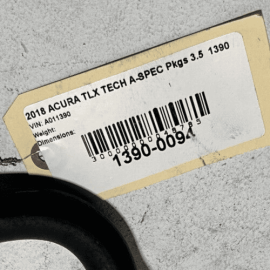 2018 ACURA TLX TECH A-SPEC Pkgs 3.5 1390
VIN: A011390
Weight:
Dimensions:
1390-0094